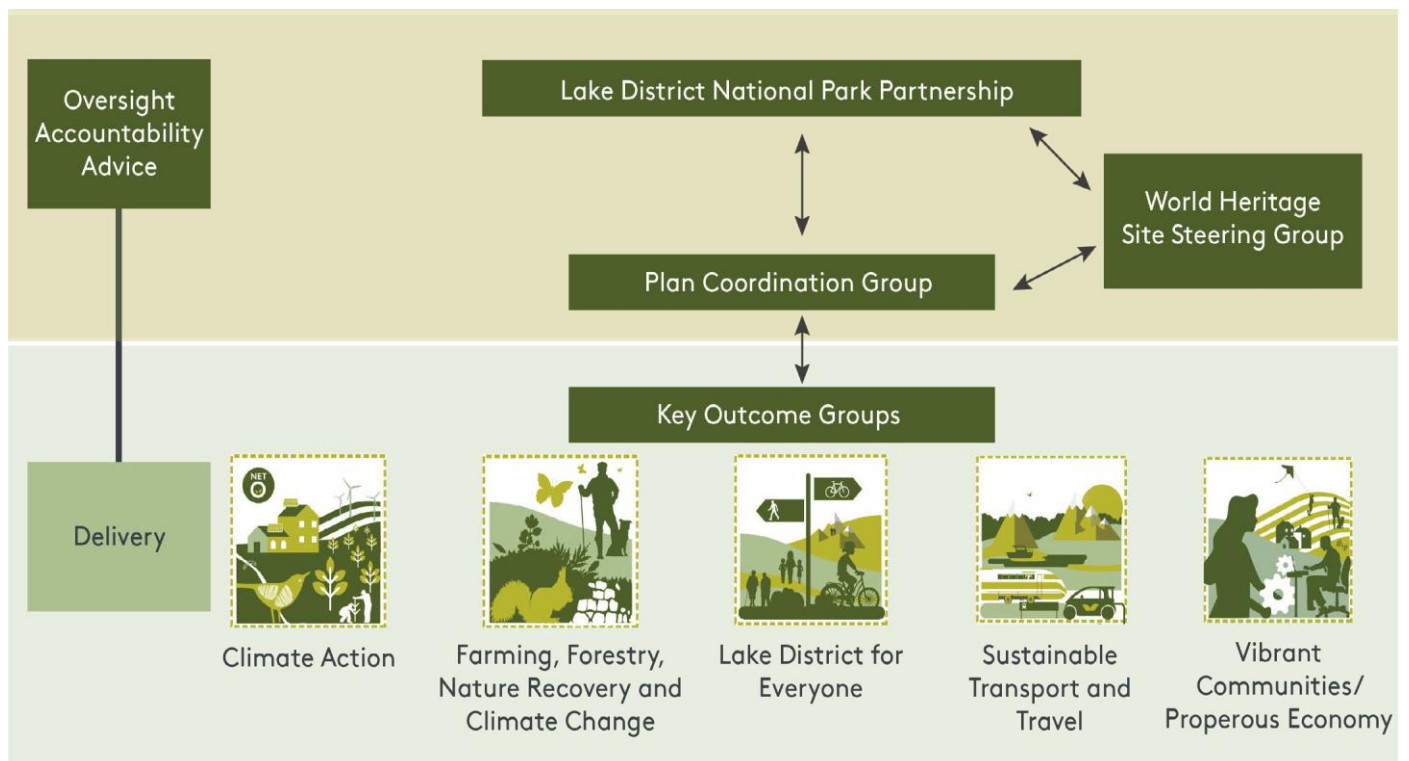 Oversight
Accountability
Advice
Lake District National Park Partnership
World Heritage
Site Steering Group
Plan Coordination Group
Key Outcome Groups
Delivery
NET
0
Climate Action
Farming, Forestry,
Nature Recovery and
Climate Change
Lake District for
Everyone
Sustainable
Transport and
Travel
Vibrant
Communities/
Properous Economy